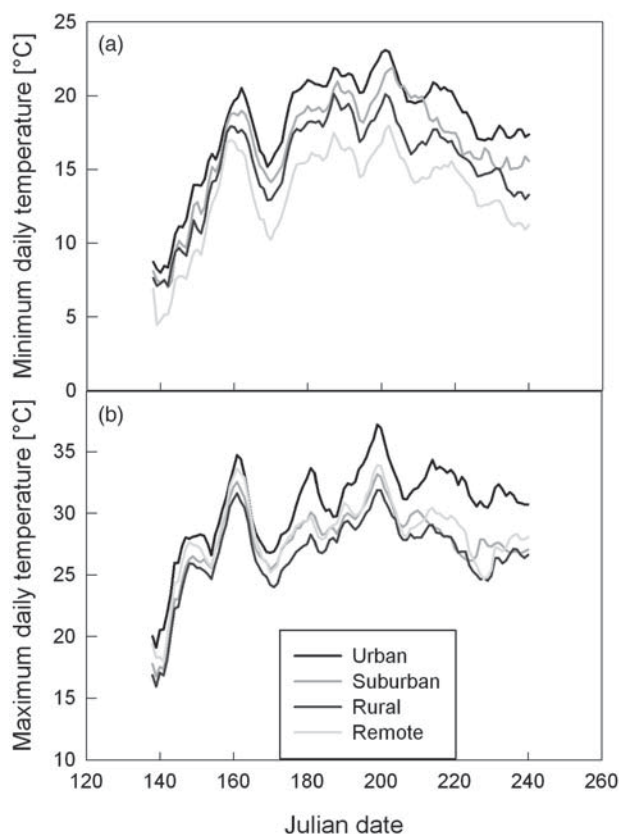 (a)
Minimum daily temperature [°C]
25
20
15
10
5
0
(b)
Maximum daily temperature [°C]
35
30
25
20
15
10
Urban
Suburban
Rural
Remote
120 140 160 180 200 220 240 260
Julian date